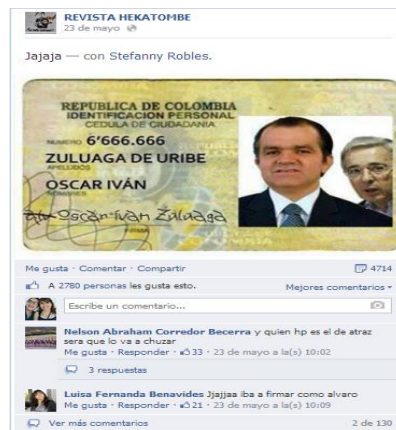 REVISTA HEKATOMBE
23 de mayo
Jajaja — con Stefanny Robles.
REPUBLICA DE COLOMBIA
IDENTIFICACION PERSONAL
CEDULA DE CIUDADANIA
NUMERO 6'666.666
ZULUAGA DE URIBE
APELLIDOS
OSCAR IVÁN
NOMBRES
Oscar Iván Zuluaga
FIRMA
Me gusta · Comentar · Compartir 4714
A 2780 personas les gusta esto. Mejores comentarios
Escribe un comentario...
Nelson Abraham Corredor Becerra y quien hp es el de atraz
sera que lo va a chuzar
Me gusta · Responder · 33 · 23 de mayo a la(s) 10:02
3 respuestas
Luisa Fernanda Benavides Jjajjaa iba a firmar como alvaro
Me gusta · Responder · 21 · 23 de mayo a la(s) 10:09
Ver más comentarios 2 de 130